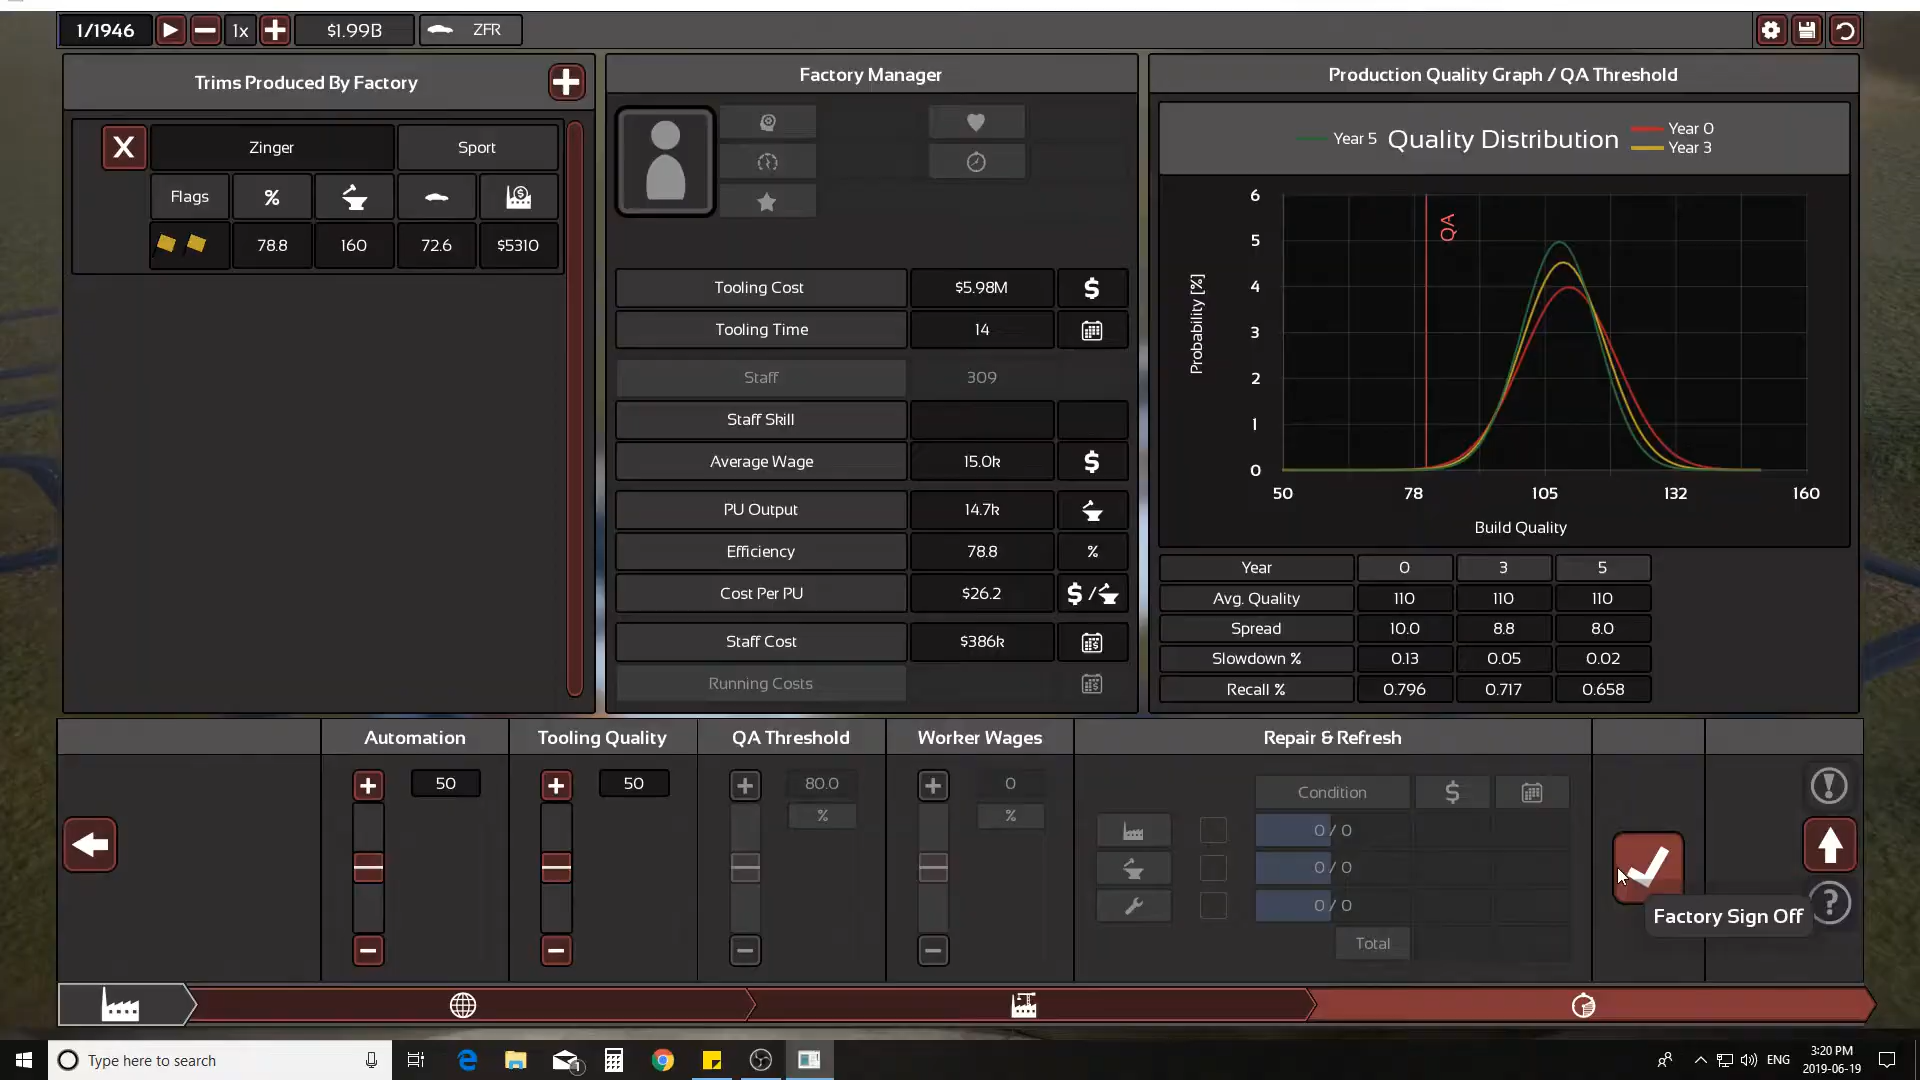 1/1946
1x
$1.99B
ZFR
Trims Produced By Factory
X
Zinger
Sport
Flags
%
78.8
160
72.6
$5310
Factory Manager
Tooling Cost
$5.98M
$
Tooling Time
14
Staff
309
Staff Skill
Average Wage
15.0k
$
PU Output
14.7k
Efficiency
78.8
%
Cost Per PU
$26.2
$ /
Staff Cost
$386k
Running Costs
Production Quality Graph / QA Threshold
Year 5
Quality Distribution
Year 0
Year 3
QA
Probability [%]
6
5
4
3
2
1
0
50
78
105
132
160
Build Quality
Year
0
3
5
Avg. Quality
110
110
110
Spread
10.0
8.8
8.0
Slowdown %
0.13
0.05
0.02
Recall %
0.796
0.717
0.658
Automation
50
Tooling Quality
50
QA Threshold
80.0
%
Worker Wages
0
%
Repair & Refresh
Condition
$
0 / 0
0 / 0
0 / 0
Total
Factory Sign Off
?
Type here to search
1
ENG
3:20 PM
2019-06-19